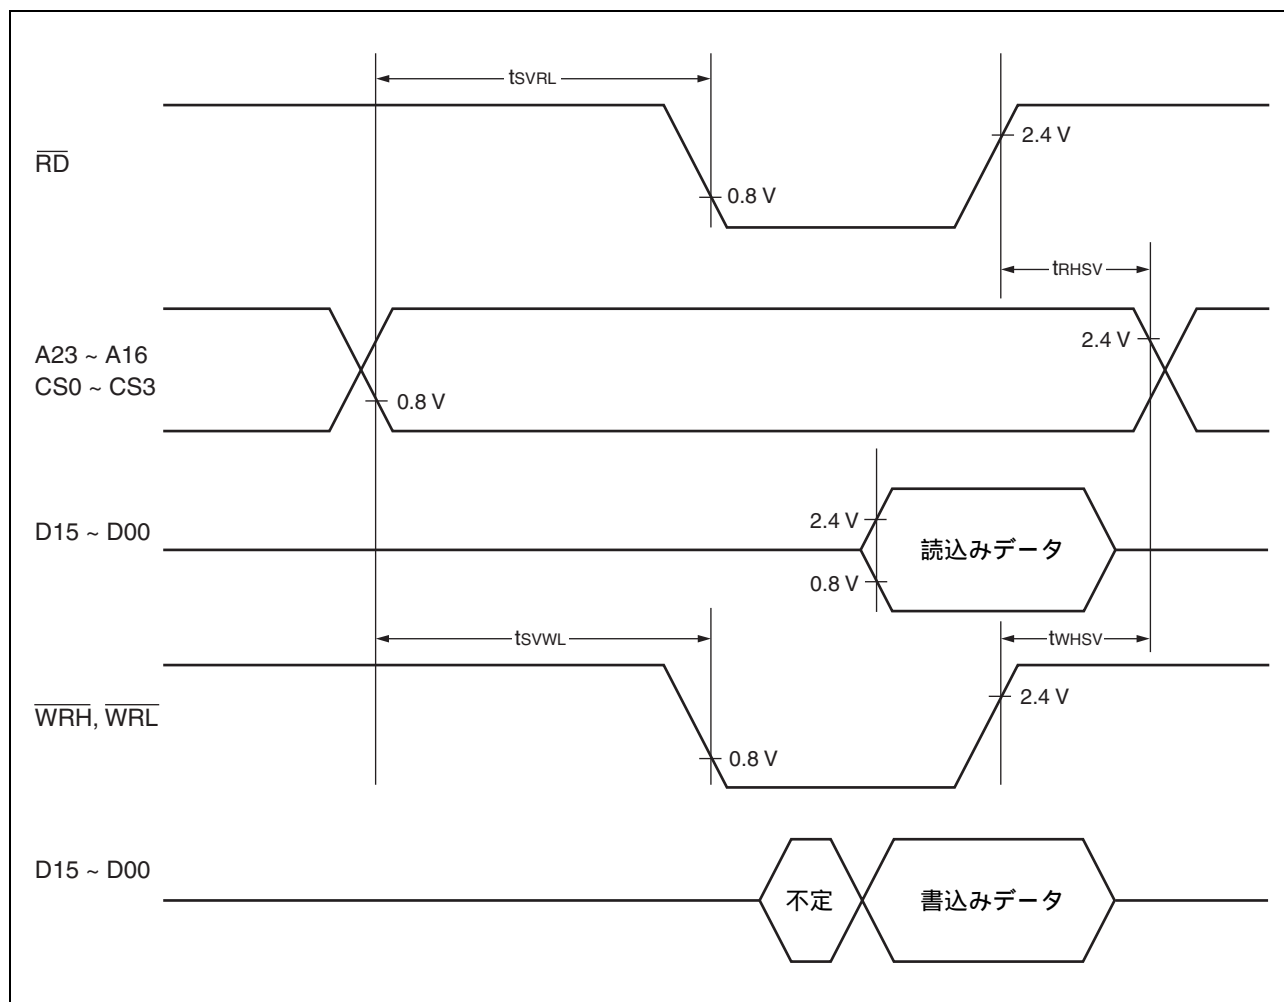 tSVRL
2.4 V
RD
0.8 V
tRHSV
A23 ~ A16
CS0 ~ CS3
2.4 V
0.8 V
D15 ~ D00
2.4 V
読込みデータ
0.8 V
tSVWL
tWHSV
WRH, WRL
2.4 V
0.8 V
D15 ~ D00
不定
書込みデータ